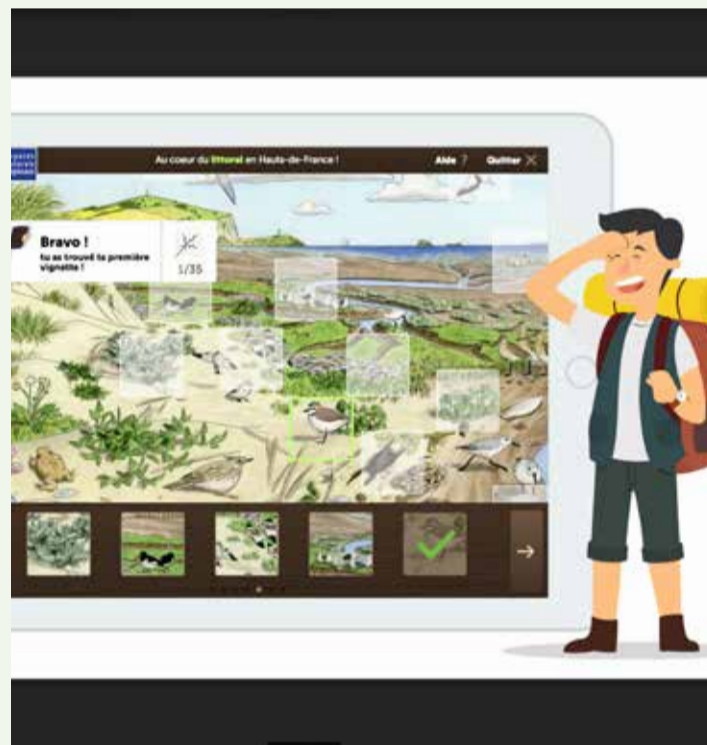 Au coeur du littoral en Hauts-de-France !
Aide ?
Quitter
Bravo !
tu as trouvé ta première
vignette !
1/35